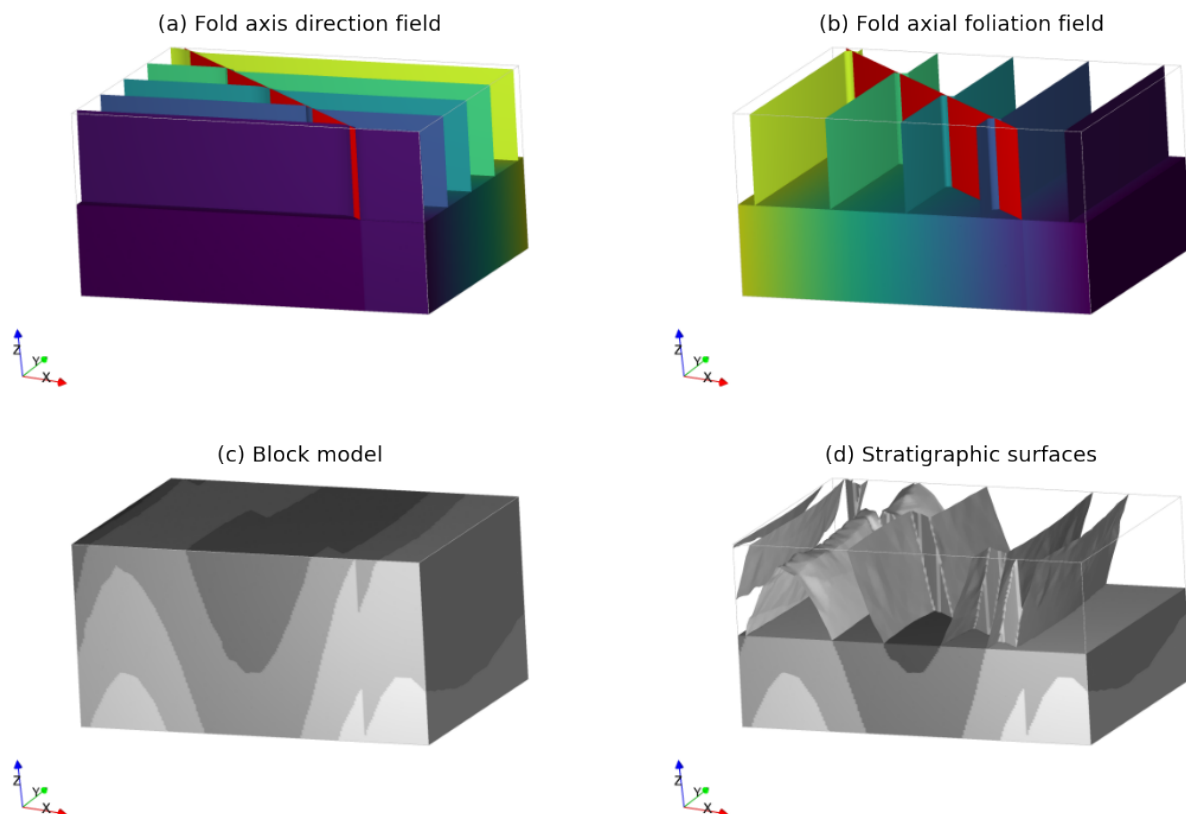 (a) Fold axis direction field
(b) Fold axial foliation field
Z
Y
X
Z
Y
X
(c) Block model
(d) Stratigraphic surfaces
Z
Y
X
Z
Y
X